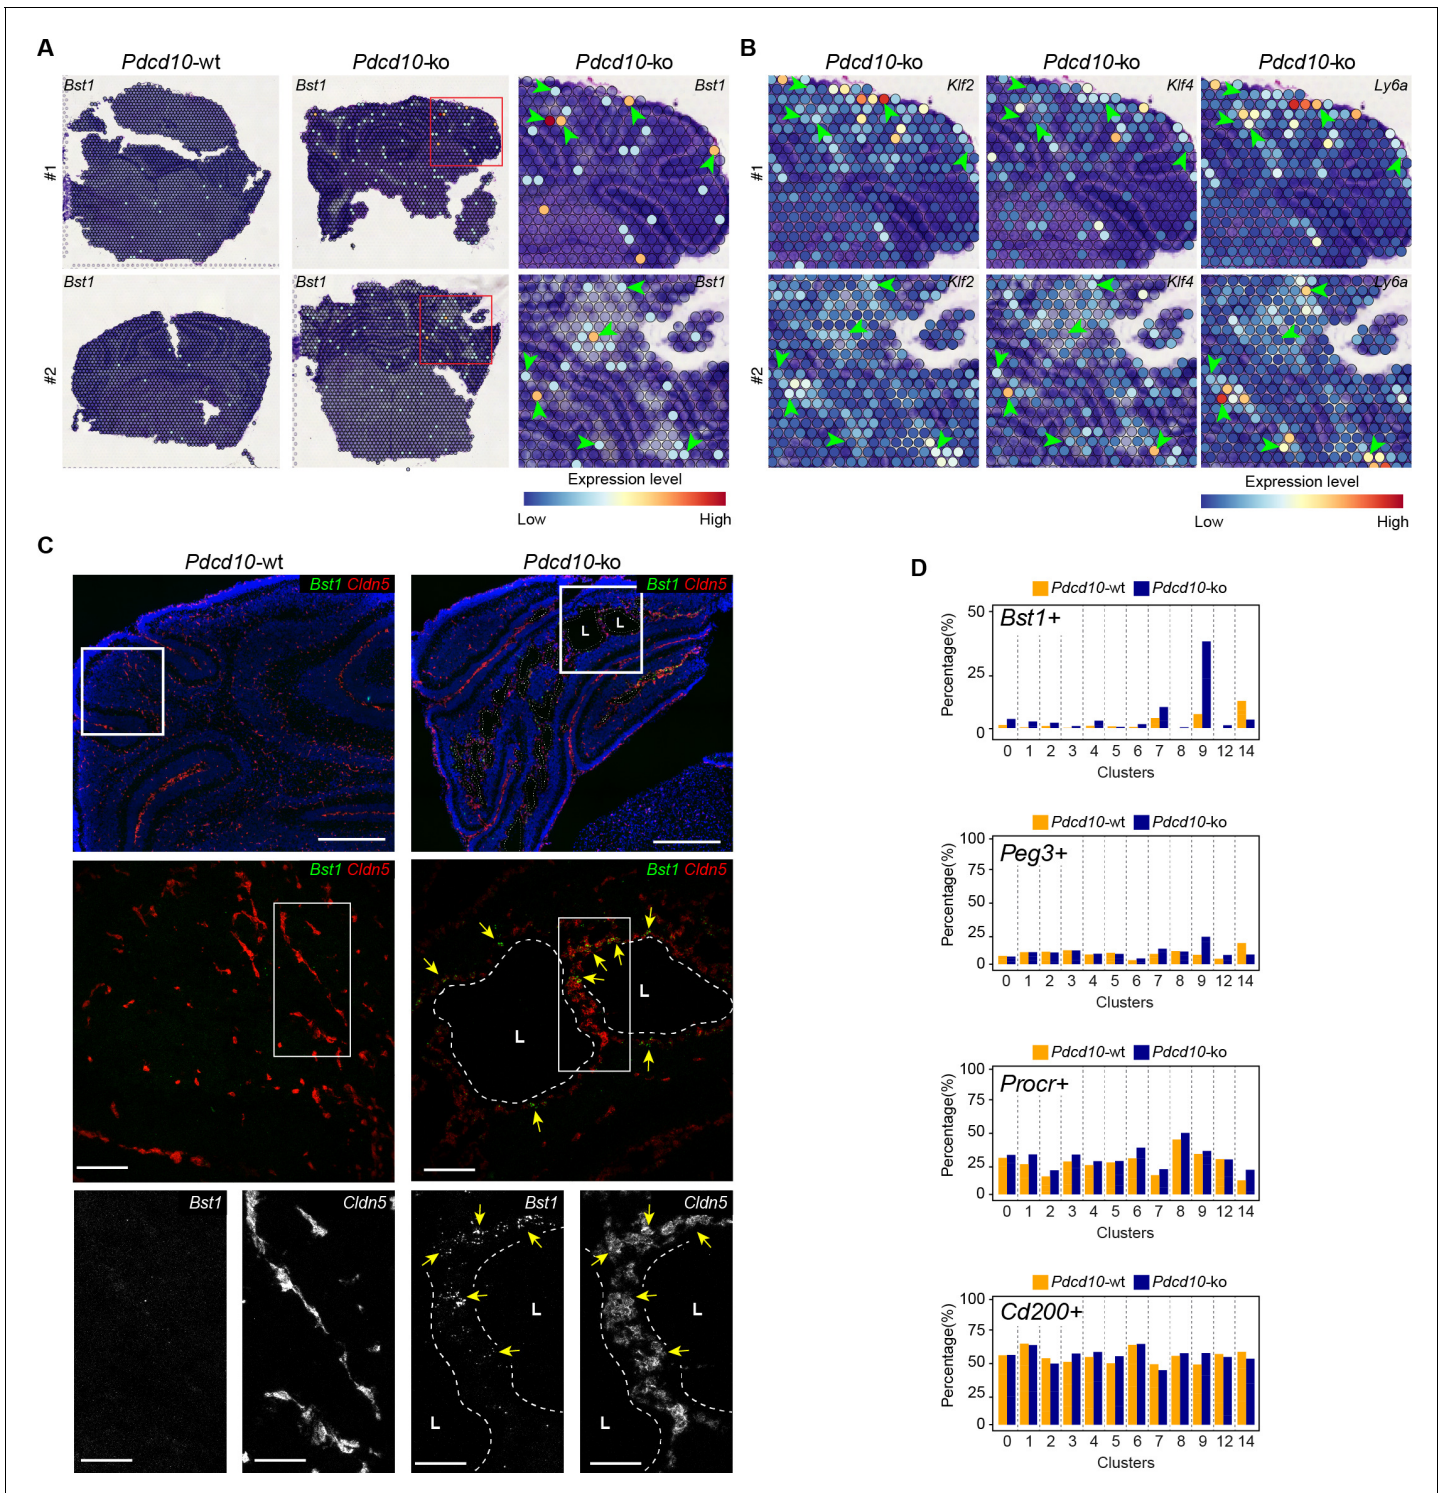 A
Pdcd10-wt
Pdcd10-ko
Pdcd10-ko
#1
Bst1
Bst1
Bst1
#2
Bst1
Bst1
Bst1
Expression level
Low
High
B
Pdcd10-ko
Pdcd10-ko
Pdcd10-ko
#1
Klf2
Klf4
Ly6a
#2
Klf2
Klf4
Ly6a
Expression level
Low
High
C
Pdcd10-wt
Pdcd10-ko
Bst1 Cldn5
Bst1 Cldn5
L
L
Bst1 Cldn5
Bst1 Cldn5
L
L
Bst1
Cldn5
Bst1
Cldn5
L
L
L
L
D
Pdcd10-wt
Pdcd10-ko
Bst1+
Percentage(%)
50
25
0
0 1 2 3 4 5 6 7 8 9 12 14
Clusters
Pdcd10-wt
Pdcd10-ko
Peg3+
Percentage(%)
100
75
50
25
0
0 1 2 3 4 5 6 7 8 9 12 14
Clusters
Pdcd10-wt
Pdcd10-ko
Procr+
Percentage(%)
100
75
50
25
0
0 1 2 3 4 5 6 7 8 9 12 14
Clusters
Pdcd10-wt
Pdcd10-ko
Cd200+
Percentage(%)
100
75
50
25
0
0 1 2 3 4 5 6 7 8 9 12 14
Clusters